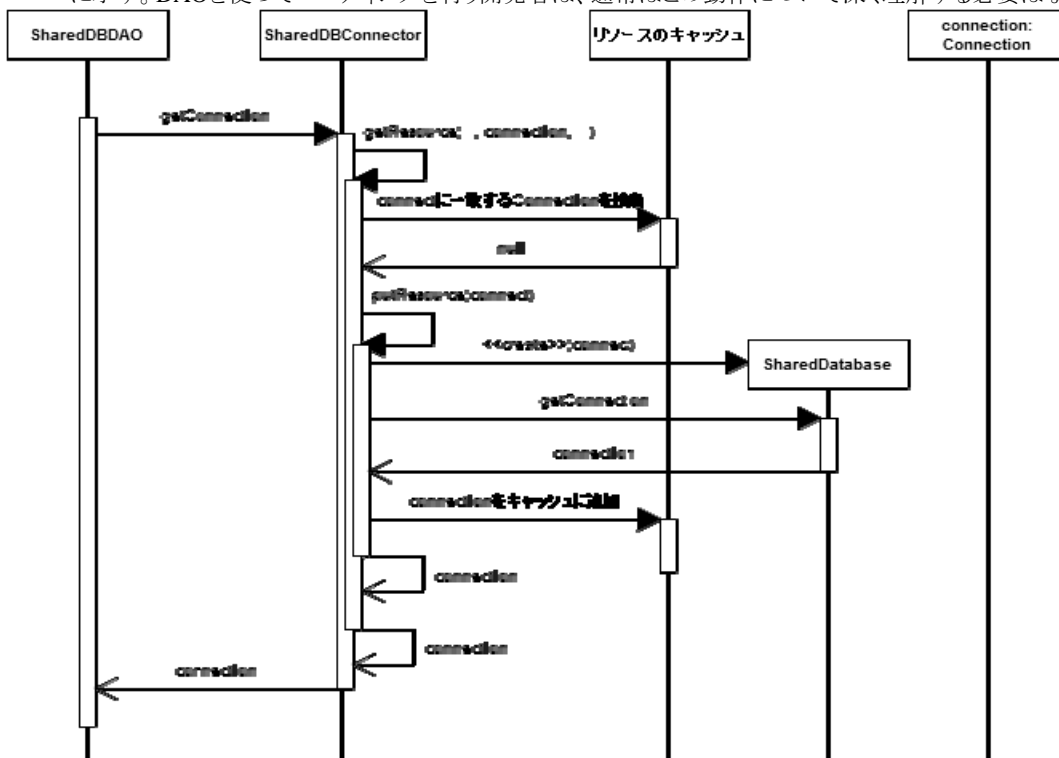 SharedDBDAO
SharedDBConnector
リソースのキャッシュ
connection:
Connection
getConnection
getResource( , connection, )
connectに一致するConnectionを検索
null
putResource(connect)
<<create>>(connect)
SharedDatabase
getConnection
connection
connectionをキャッシュに追加
connection
connection
connection